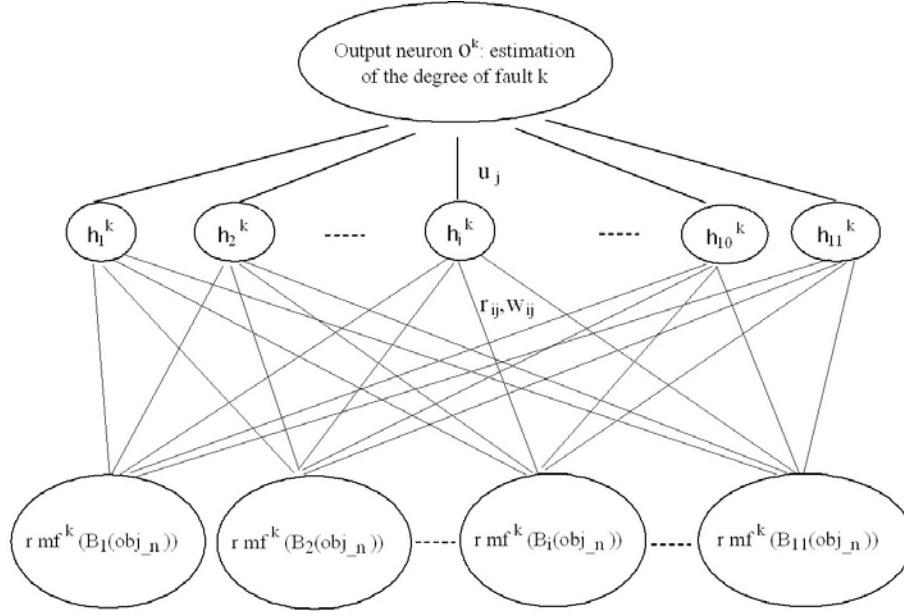 Output neuron O^k: estimation
of the degree of fault k
u_j
h_1^k h_2^k ----- h_i^k ----- h_10^k h_11^k
r_ij, w_ij
r mf^k (B_1(obj_n)) r mf^k (B_2(obj_n)) ----- r mf^k (B_i(obj_n)) ----- r mf^k (B_11(obj_n))